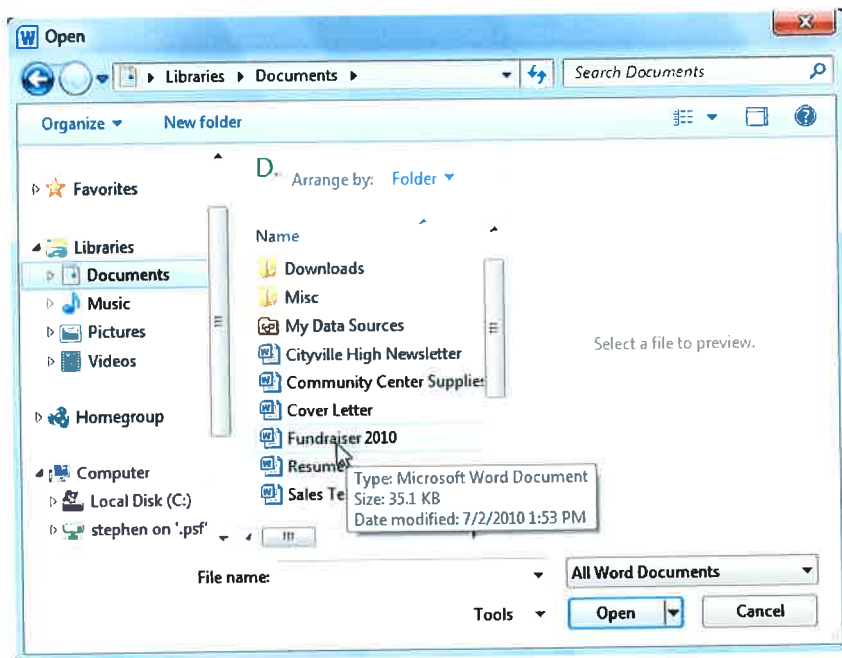 Open
Libraries Documents
Search Documents
Organize New folder
Favorites
Libraries
Documents
Music
Pictures
Videos
Homegroup
Computer
Local Disk (C:)
stephen on '.psf'
D..
Arrange by: Folder
Name
Downloads
Misc
My Data Sources
Cityville High Newsletter
Community Center Supplies
Cover Letter
Fundraiser 2010
Resume
Sales Te
Type: Microsoft Word Document
Size: 35.1 KB
Date modified: 7/2/2010 1:53 PM
Select a file to preview.
File name:
All Word Documents
Tools Open Cancel